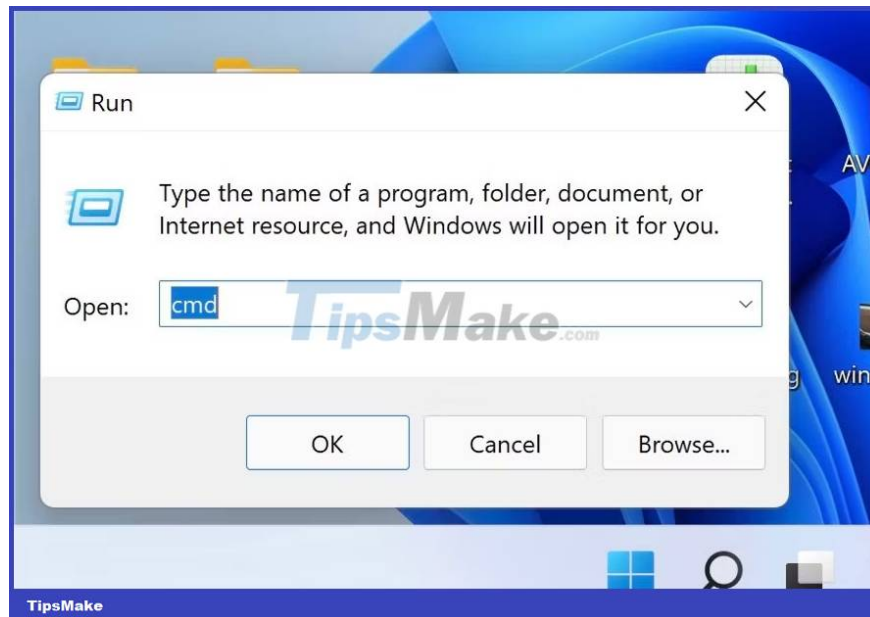 Run
Type the name of a program, folder, document, or
Internet resource, and Windows will open it for you.
AV
Open:
cmd
TipsMake.com
g
win
OK
Cancel
Browse...
TipsMake